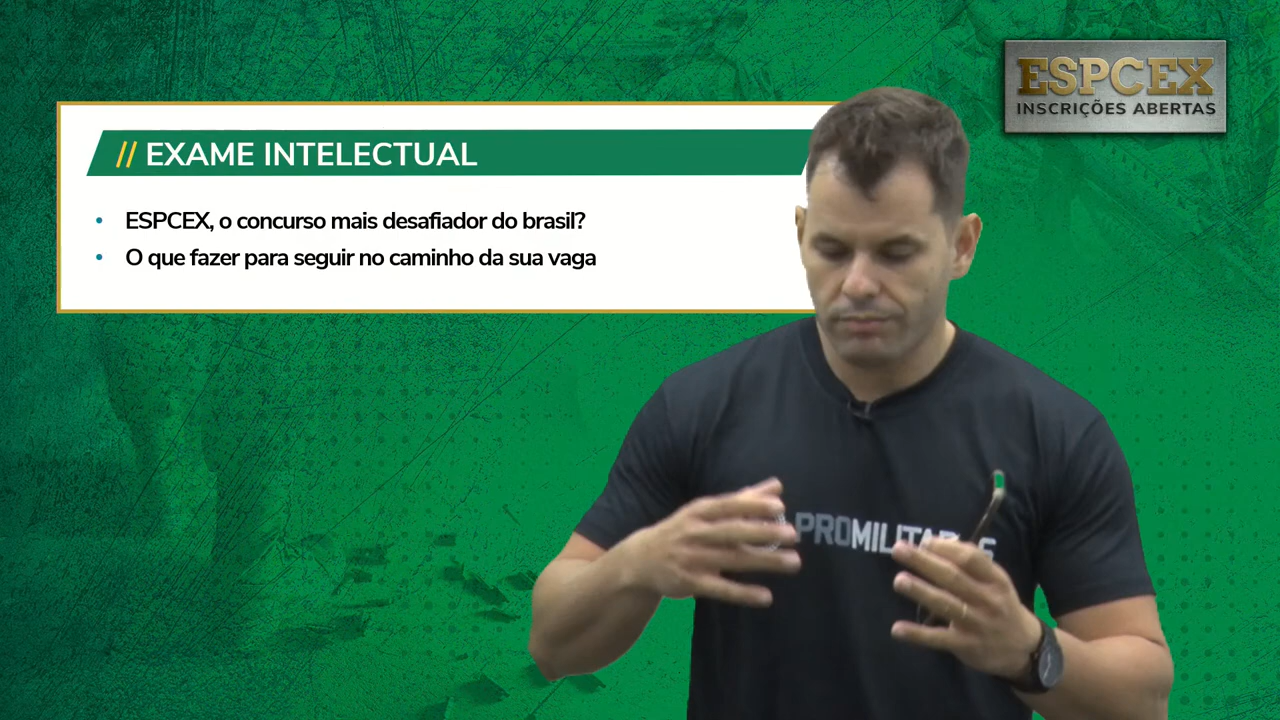 ESPCEX
INSCRIÇÕES ABERTAS
// EXAME INTELECTUAL
• ESPCEX, o concurso mais desafiador do brasil?
• O que fazer para seguir no caminho da sua vaga